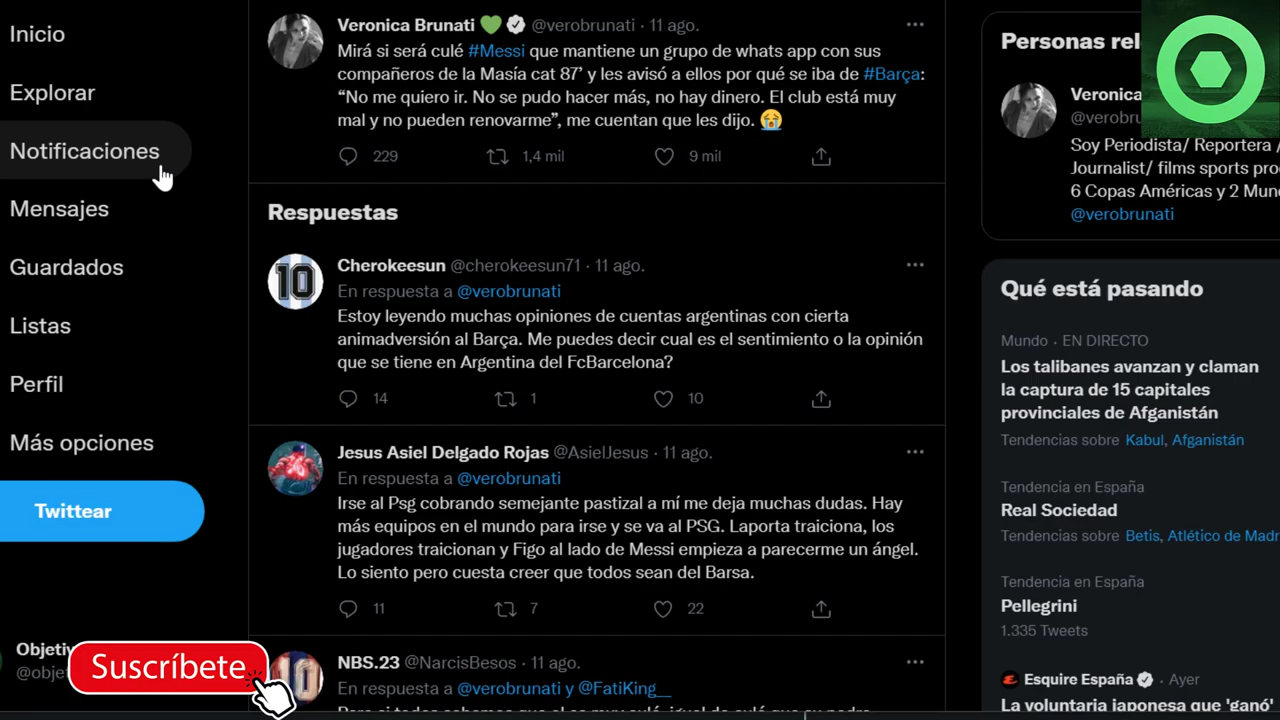 Inicio
Explorar
Notificaciones
Mensajes
Guardados
Listas
Perfil
Más opciones
Twittear
Objetiv
@obje
Suscríbete
Veronica Brunati 💚 @verobrunati · 11 ago.
Mirá si será culé #Messi que mantiene un grupo de whats app con sus
compañeros de la Masía cat 87’ y les avisó a ellos por qué se iba de #Barça:
“No me quiero ir. No se pudo hacer más, no hay dinero. El club está muy
mal y no pueden renovarme”, me cuentan que les dijo. 😭
229 1,4 mil 9 mil
Respuestas
Cherokeesun @cherokeesun71 · 11 ago.
En respuesta a @verobrunati
Estoy leyendo muchas opiniones de cuentas argentinas con cierta
animadversión al Barça. Me puedes decir cual es el sentimiento o la opinión
que se tiene en Argentina del FcBarcelona?
14 1 10
Jesus Asiel Delgado Rojas @AsielJesus · 11 ago.
En respuesta a @verobrunati
Irse al Psg cobrando semejante pastizal a mí me deja muchas dudas. Hay
más equipos en el mundo para irse y se va al PSG. Laporta traiciona, los
jugadores traicionan y Figo al lado de Messi empieza a parecerme un ángel.
Lo siento pero cuesta creer que todos sean del Barsa.
11 7 22
NBS.23 @NarcisBesos · 11 ago.
En respuesta a @verobrunati y @FatiKing__
Personas rel
Veronica
@verobru
Soy Periodista/ Reportera /
Journalist/ films sports pro
6 Copas Américas y 2 Mun
@verobrunati
Qué está pasando
Mundo · EN DIRECTO
Los talibanes avanzan y claman
la captura de 15 capitales
provinciales de Afganistán
Tendencias sobre Kabul, Afganistán
Tendencia en España
Real Sociedad
Tendencias sobre Betis, Atlético de Madr
Tendencia en España
Pellegrini
1.335 Tweets
Esquire España · Ayer
La voluntaria japonesa que 'ganó'